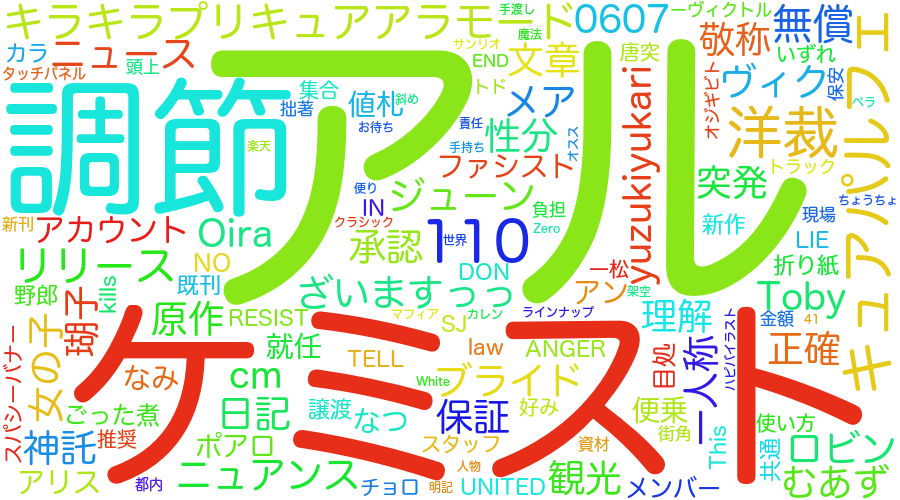 キラキラプリキュアアラモード
手渡し
魔法
サンリオ
END
トド
文章
ーヴィクトル
0607
唐突
敬称
無償
いずれ
カラ
ニュース
タッチパネル
頭上
集合
拙著
値札
斜め
お待ち
メア
責任
手持ち
オスス
性分
オジギビト
ヴィク
保安
ベラ
キュアパルフェ
調節
アル
楽天
便り
IN
クラシック
ファシスト
ジューン
負担
Zero
yuzukiyukari
洋裁
突発
トラック
新作
現場
ちょうちょ
新刊
アカウント
Oira
承認
110
世界
一松
LIE
折り紙
リリース
NO
既刊
DON
アン
架空
野郎
kills
ざいます
っっ
ラインナップ
Toby
瑚子
原作
RESIST
マフィア
SJ
カレン
理解
ハピバイラスト
金額
41
スパシーバナー
女の子
就任
TELL
law
ANGER
目処
一人称
正確
なみ
cm
White
ブライド
ケミスト
ごった煮
日記
譲渡
なつ
保証
好み
便乗
街角
This
使い方
神託
推奨
ポアロ
スタッフ
資材
共通
ロビン
アリス
都内
ニュアンス
チョロ
人物
明記
UNITED
観光
メンバー
むあず